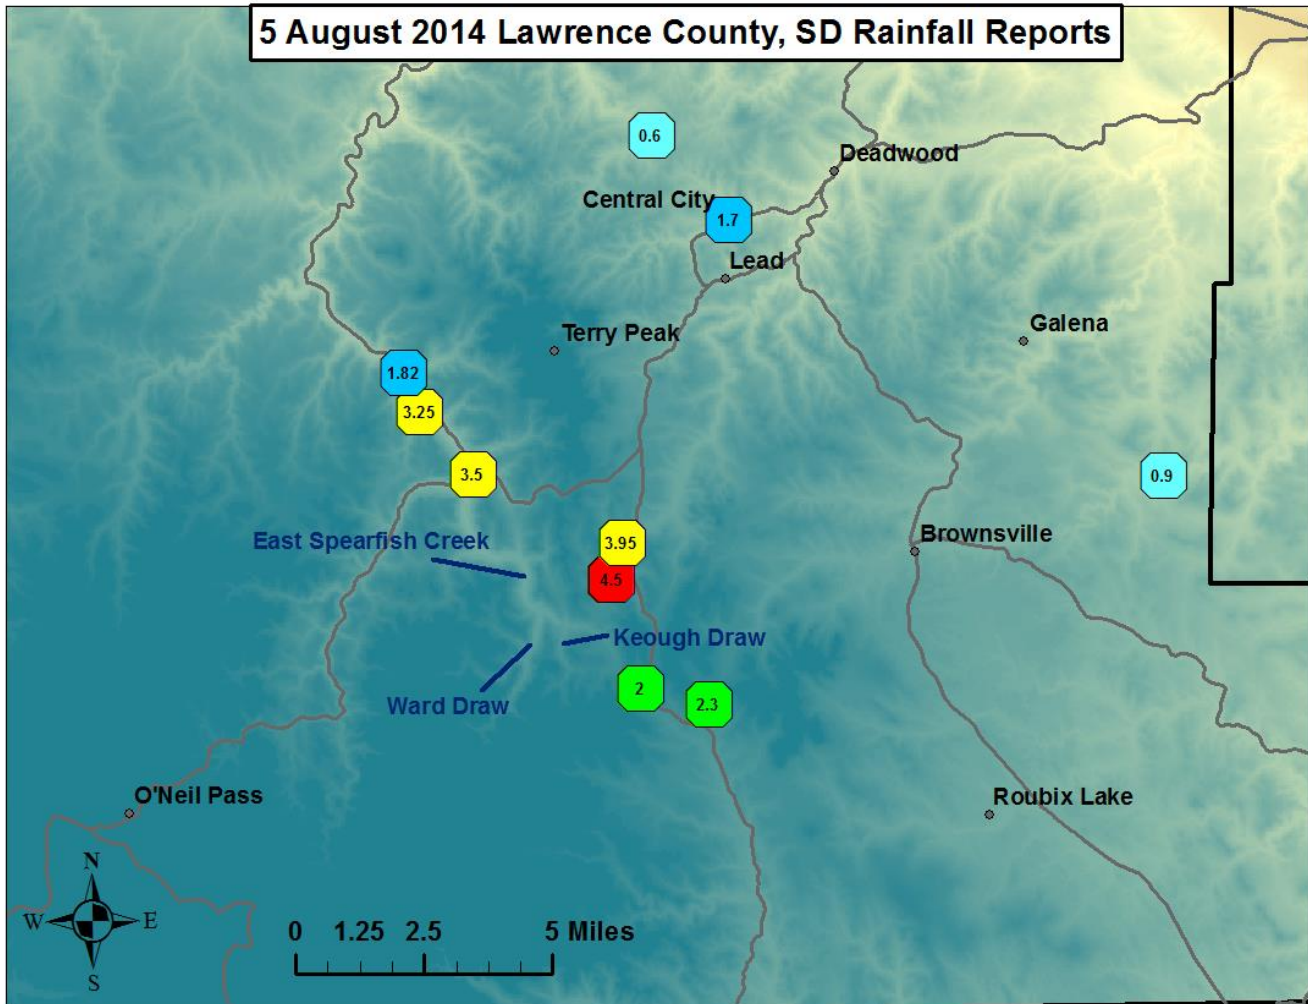 5 August 2014 Lawrence County, SD Rainfall Reports
0.6
Deadwood
Central City
1.7
Lead
Galena
Terry Peak
1.82
3.25
3.5
0.9
Brownsville
East Spearfish Creek
3.95
4.5
Keough Draw
2
2.3
Ward Draw
O'Neil Pass
Roubix Lake
N
W E
S
0 1.25 2.5 5 Miles